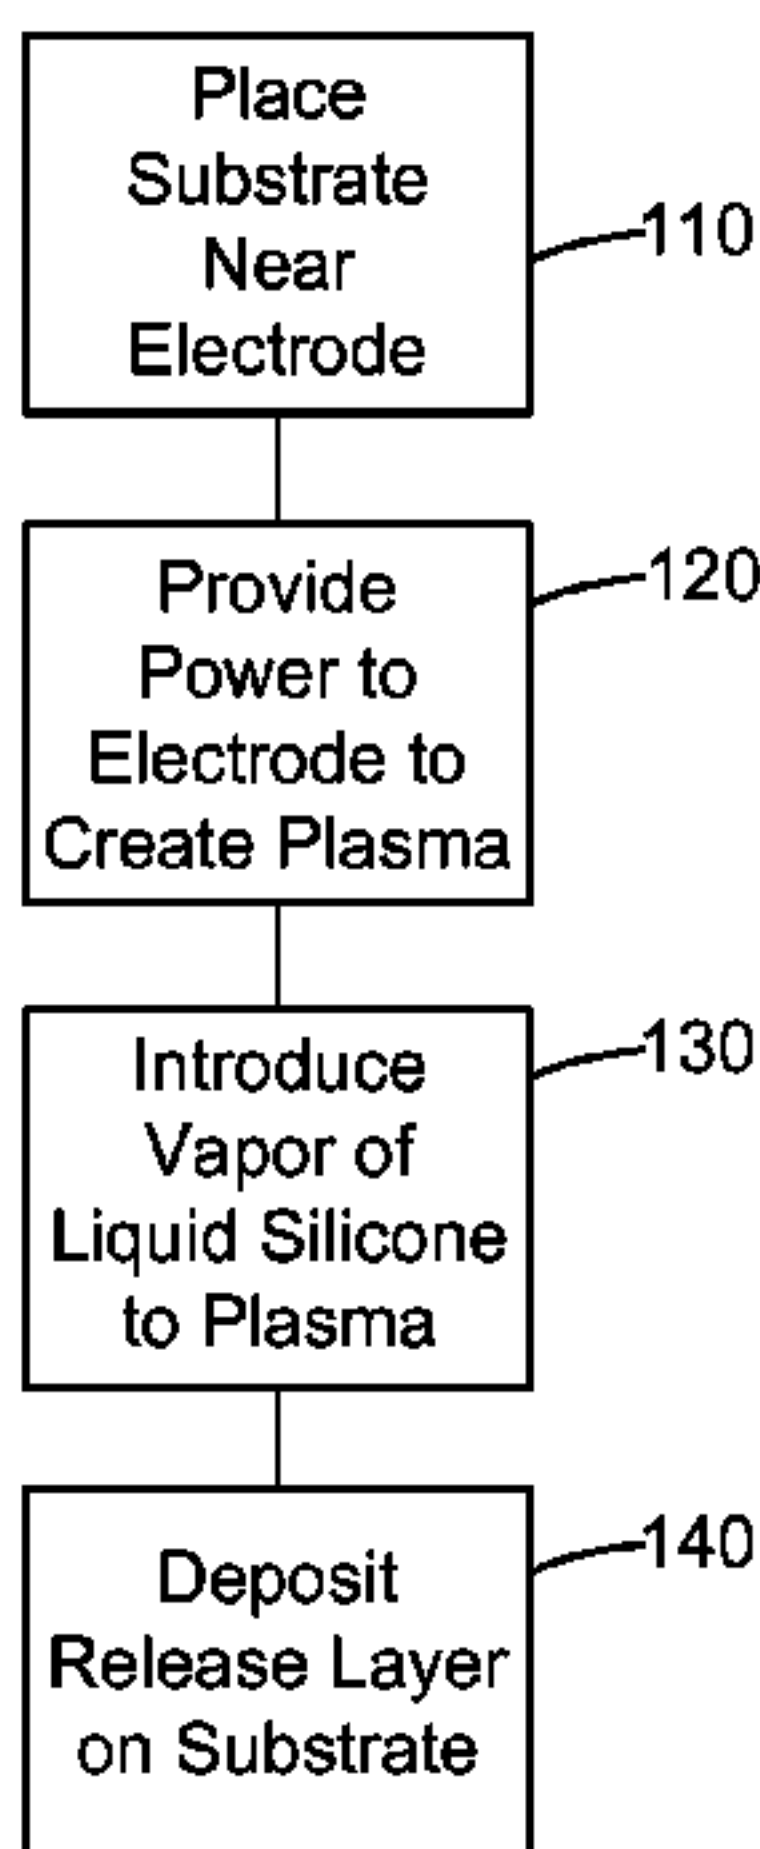 Place
Substrate
Near
Electrode
110
Provide
Power to
Electrode to
Create Plasma
120
Introduce
Vapor of
Liquid Silicone
to Plasma
130
Deposit
Release Layer
on Substrate
140